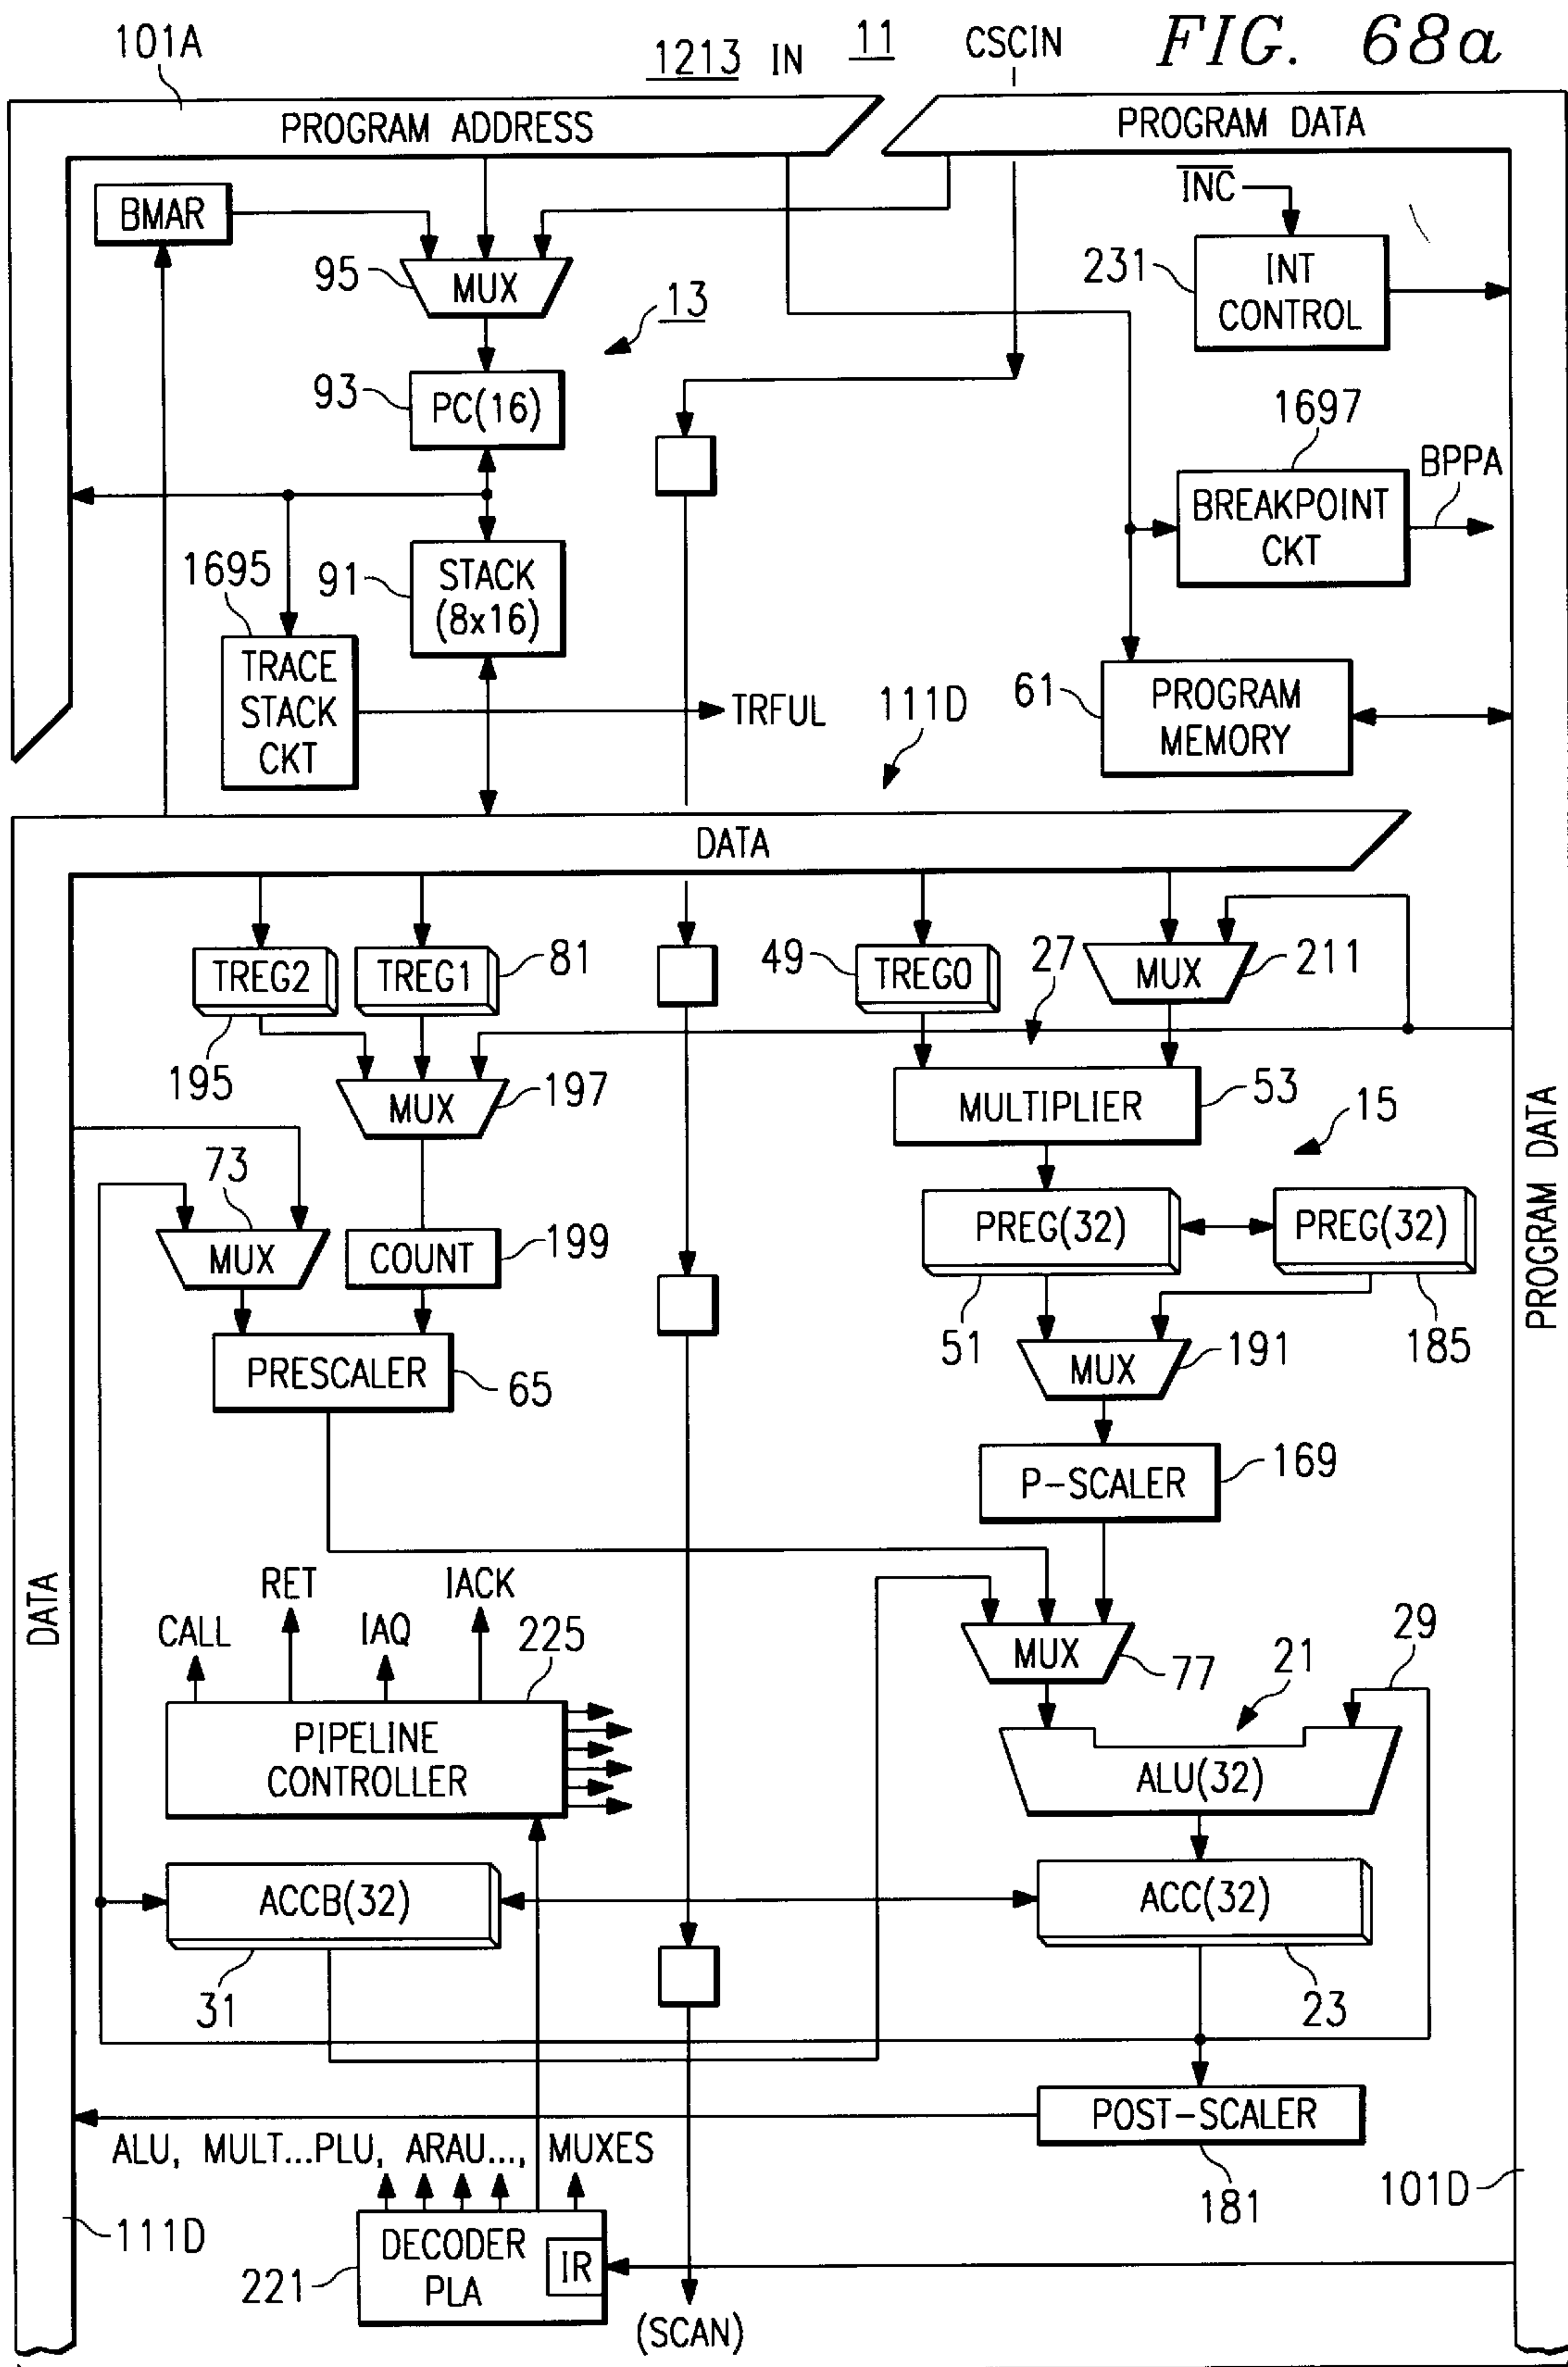 FIG. 68a
101A
1213 IN 11
CSCIN
PROGRAM ADDRESS
PROGRAM DATA
BMAR
INC
95
MUX
13
231
INT
CONTROL
93
PC(16)
1697
BPPA
BREAKPOINT
CKT
1695
91
STACK
(8x16)
TRACE
STACK
CKT
TRFUL
111D
61
PROGRAM
MEMORY
DATA
TREG2
TREG1
81
49
TREG0
27
MUX
211
195
MUX
197
MULTIPLIER
53
15
73
MUX
COUNT
199
PREG(32)
PREG(32)
PROGRAM DATA
51
MUX
191
185
PRESCALER
65
P-SCALER
169
DATA
CALL
RET
IAQ
IACK
225
MUX
77
21
29
PIPELINE
CONTROLLER
ALU(32)
ACCB(32)
ACC(32)
31
23
POST-SCALER
ALU, MULT...PLU, ARAU..., MUXES
181
101D
111D
221
DECODER
PLA
IR
(SCAN)